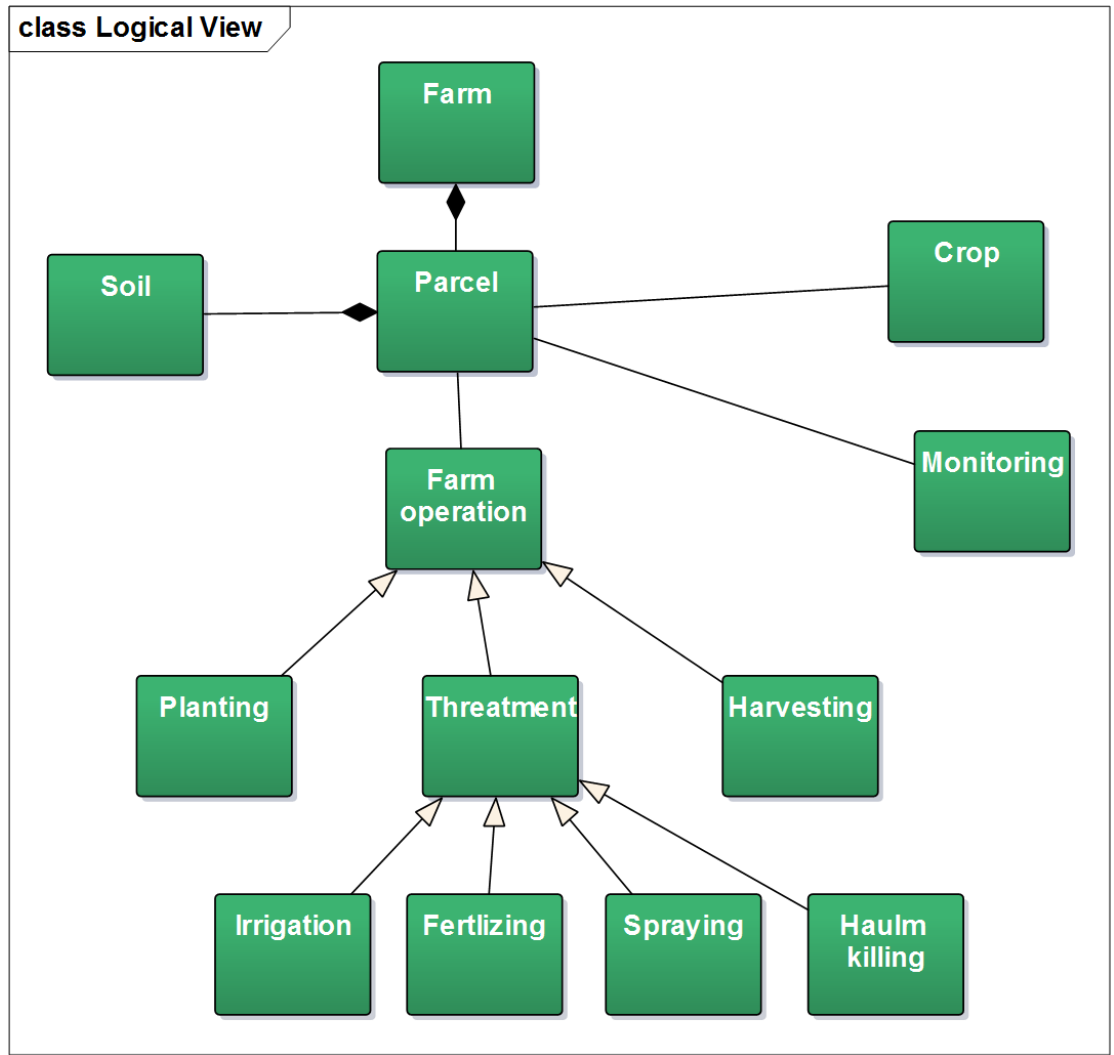 class Logical View
Farm
Soil
Parcel
Crop
Monitoring
Farm
operation
Planting
Threatment
Harvesting
Irrigation
Fertlizing
Spraying
Haulm
killing